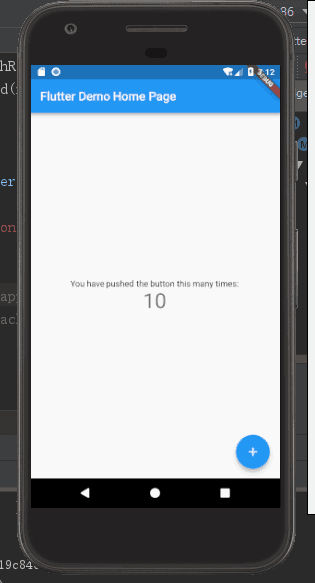 86
hR
d(
7:12
DEBUG
Flutter Demo Home Page
er
on
You have pushed the button this many times:
10
app
ac
+
19c84